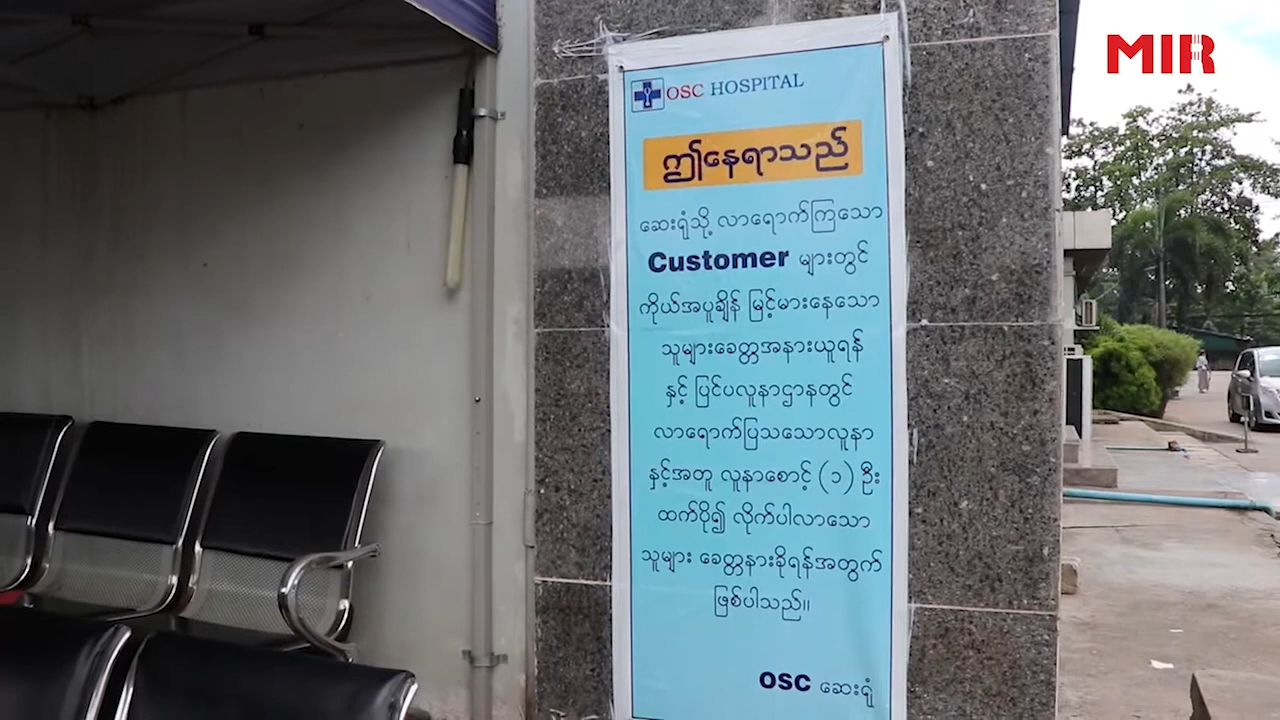 MIR
OSC HOSPITAL
ဤနေရာသည်
ဆေးရုံသို့ လာရောက်ကြသော
Customer များတွင်
ကိုယ်အပူချိန် မြင့်မားနေသော
သူများခေတ္တအနားယူရန်
နှင့် ပြင်ပလူနာဌာနတွင်
လာရောက်ပြသသောလူနာ
နှင့်အတူ လူနာစောင့် (၁) ဦး
ထက်ပို၍ လိုက်ပါလာသော
သူများ ခေတ္တနားခိုရန်အတွက်
ဖြစ်ပါသည်။
OSC ဆေးရုံ